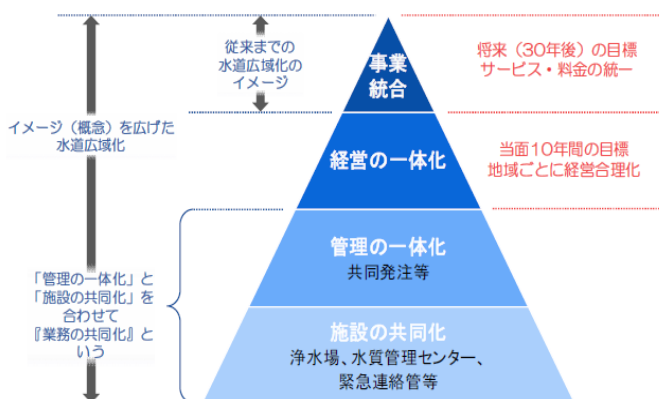 従来までの
水道広域化の
イメージ
イメージ（概念）を広げた
水道広域化
「管理の一体化」と
「施設の共同化」を
合わせて
『業務の共同化』と
いう
事業
統合
経営の一体化
管理の一体化
共同発注等
施設の共同化
浄水場、水質管理センター、
緊急連絡管等
将来（30年後）の目標
サービス・料金の統一
当面10年間の目標
地域ごとに経営合理化